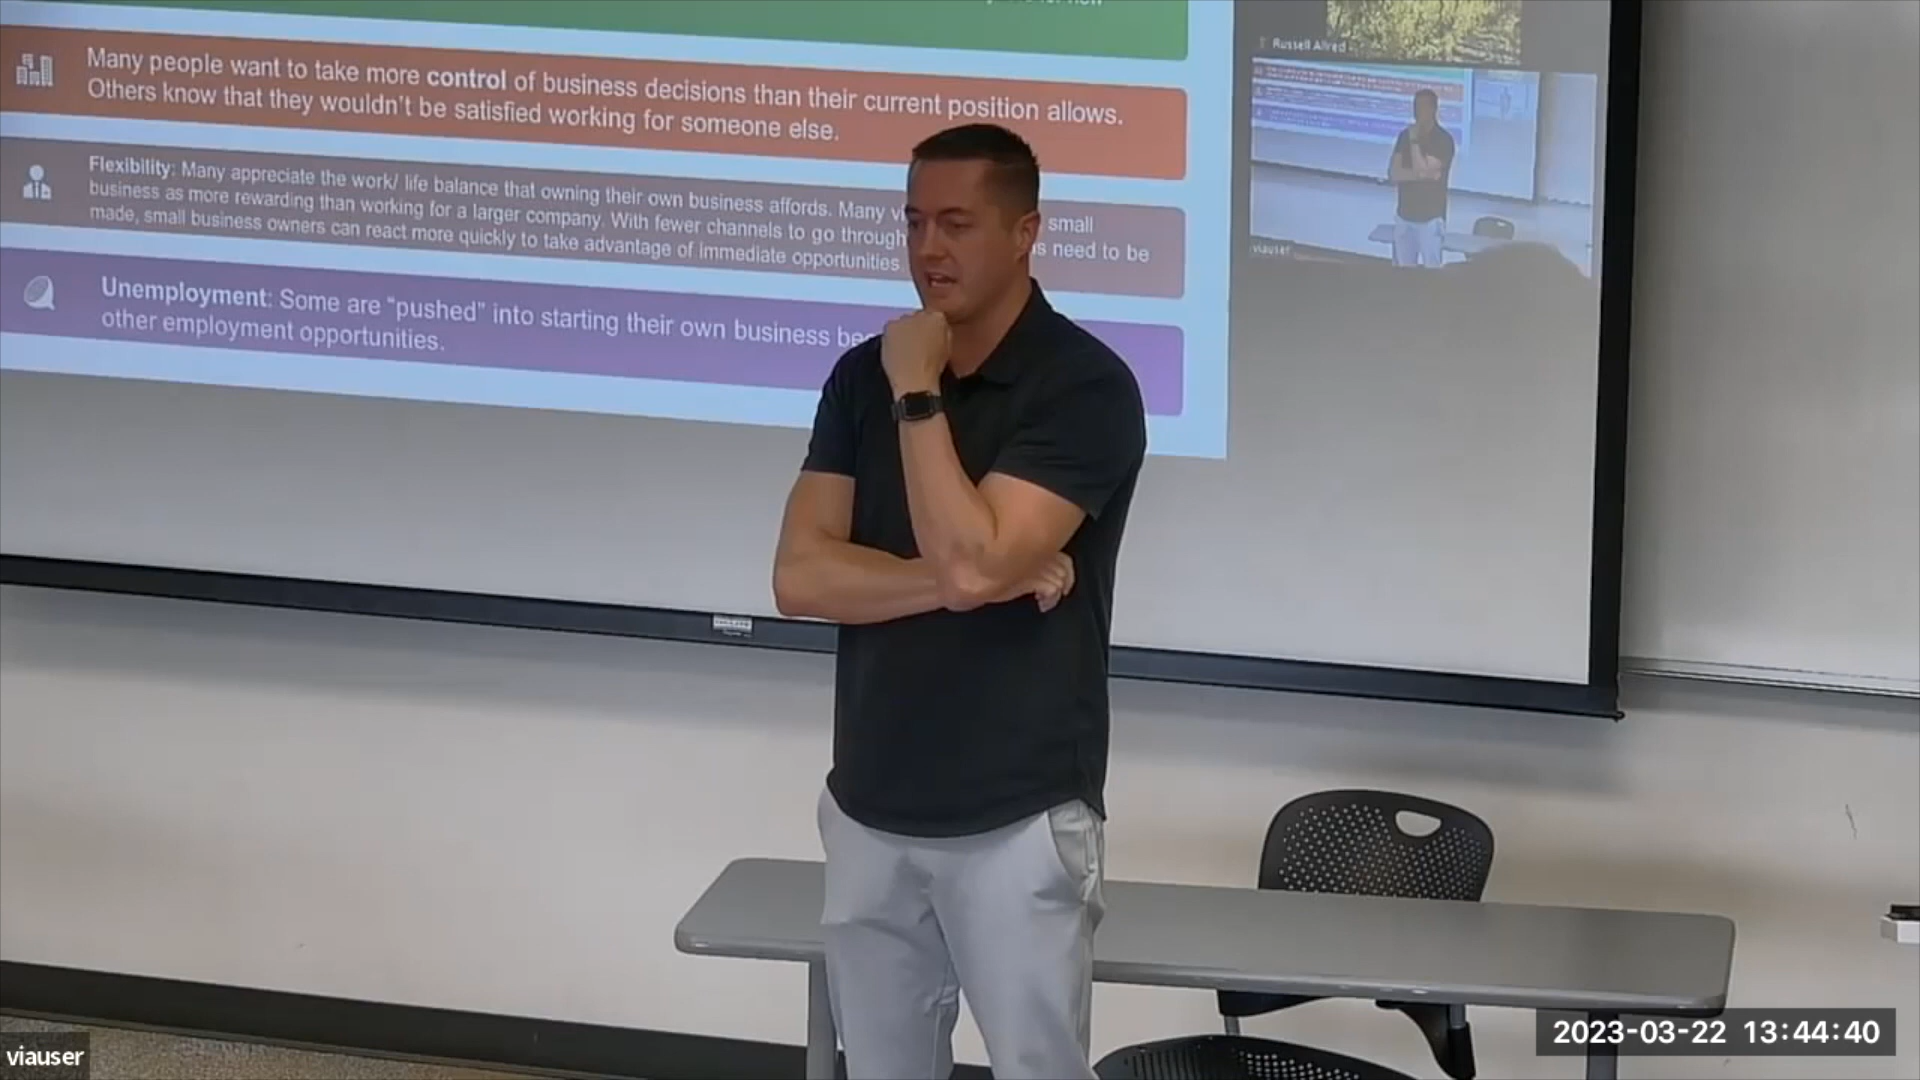 Many people want to take more control of business decisions than their current position allows.
Others know that they wouldn't be satisfied working for someone else.
Flexibility: Many appreciate the work/ life balance that owning their own business affords. Many small
business as more rewarding than working for a larger company. With fewer channels to go through need to be
made, small business owners can react more quickly to take advantage of immediate opportunities.
Unemployment: Some are "pushed" into starting their own business
other employment opportunities.
Russell Allred
viauser
viauser
2023-03-22 13:44:40